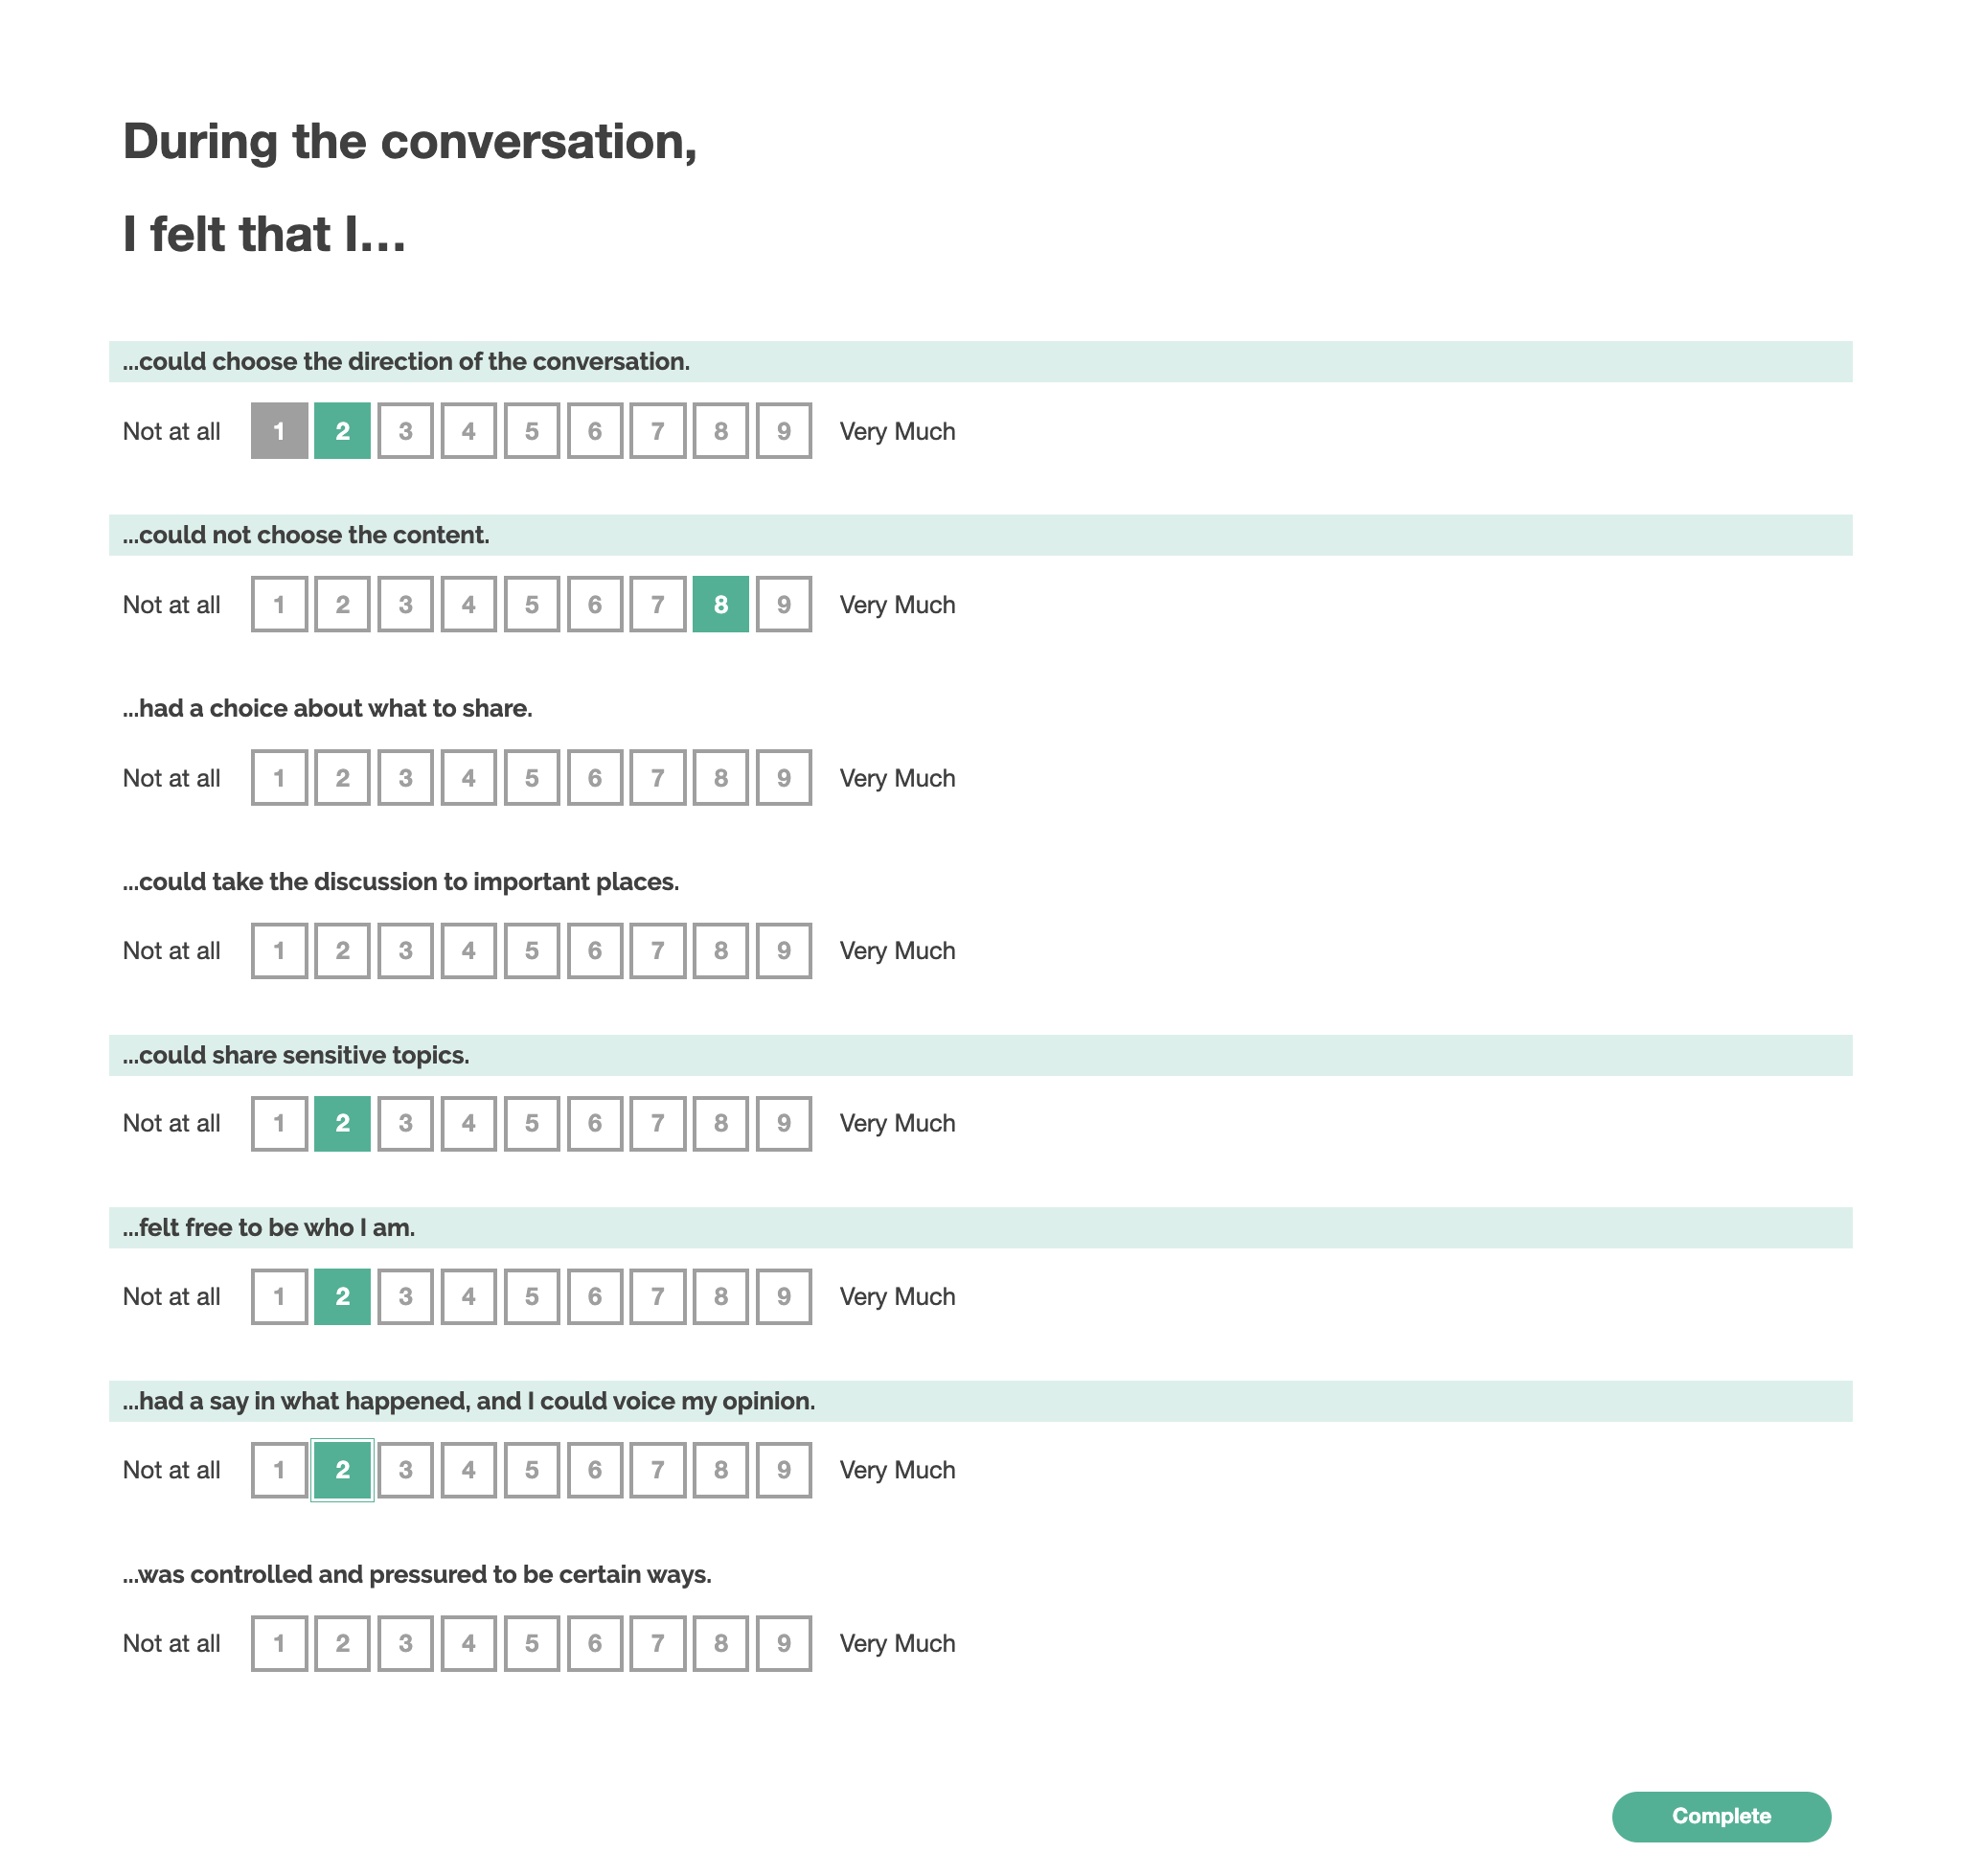 During the conversation,
I felt that I...
...could choose the direction of the conversation.
Not at all 1 2 3 4 5 6 7 8 9 Very Much
...could not choose the content.
Not at all 1 2 3 4 5 6 7 8 9 Very Much
...had a choice about what to share.
Not at all 1 2 3 4 5 6 7 8 9 Very Much
...could take the discussion to important places.
Not at all 1 2 3 4 5 6 7 8 9 Very Much
...could share sensitive topics.
Not at all 1 2 3 4 5 6 7 8 9 Very Much
...felt free to be who I am.
Not at all 1 2 3 4 5 6 7 8 9 Very Much
...had a say in what happened, and I could voice my opinion.
Not at all 1 2 3 4 5 6 7 8 9 Very Much
...was controlled and pressured to be certain ways.
Not at all 1 2 3 4 5 6 7 8 9 Very Much
Complete